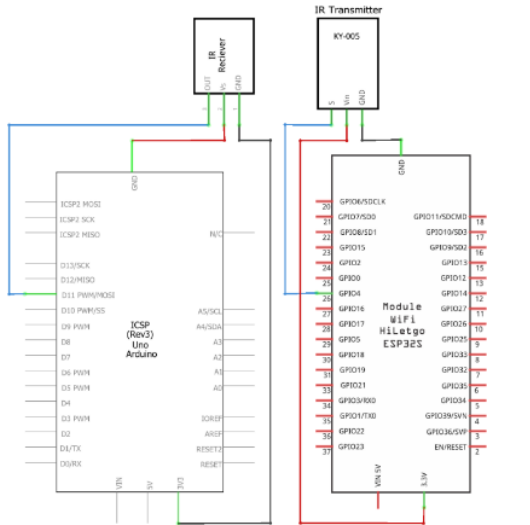 IR Transmitter
KY-005
IR
Reciever
OUT
Vs
GND
S
Vin
GND
GND
ICSP2 MOSI
ICSP2 SCK
ICSP2 MISO
N/C
D13/SCK
D12/MISO
D11 PWM/MOSI
D10 PWM/SS
D9 PWM
D8
D7
D6 PWM
D5 PWM
D4
D3 PWM
D2
D1/TX
D0/RX
ICSP
(Rev3)
Uno
Arduino
A5/SCL
A4/SDA
A3
A2
A1
A0
IOREF
AREF
RESET2
RESET
VIN
5V
3V3
GND
20 GPIO6/SDCLK
21 GPIO7/SD0
22 GPIO8/SD1
23 GPIO15
24 GPIO2
25 GPIO0
26 GPIO4
27 GPIO16
28 GPIO17
29 GPIO5
30 GPIO18
31 GPIO19
33 GPIO21
34 GPIO3/RX0
35 GPIO1/TX0
36 GPIO22
37 GPIO23
Module
WiFi
HiLetgo
ESP32S
GPIO11/SDCMD 18
GPIO10/SD3 17
GPIO9/SD2 16
GPIO13 15
GPIO12 13
GPIO14 12
GPIO27 11
GPIO26 10
GPIO25 9
GPIO33 8
GPIO32 7
GPIO35 6
GPIO34 5
GPIO39/SVN 4
GPIO36/SVP 3
EN/RESET 2
VIN 5V
3.3V